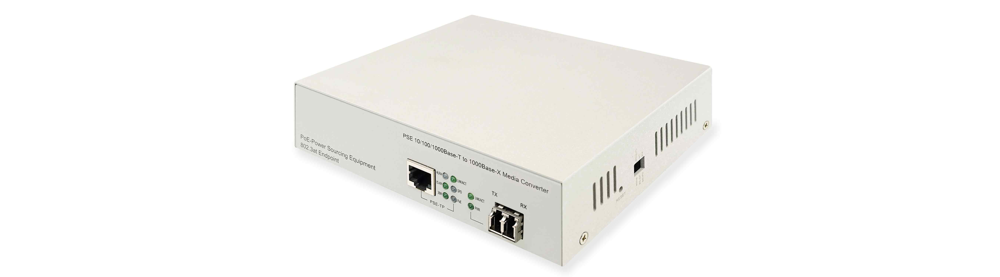 PoE-Power Sourcing Equipment
802.3at Endpoint
PSE 10/100/1000Base-T to 1000Base-X Media Converter
ALRM
LNK/ACT
15.4W
SPD
30W
PoE
PSE-TP
LNK/ACT
PWR
TX
RX
RESET